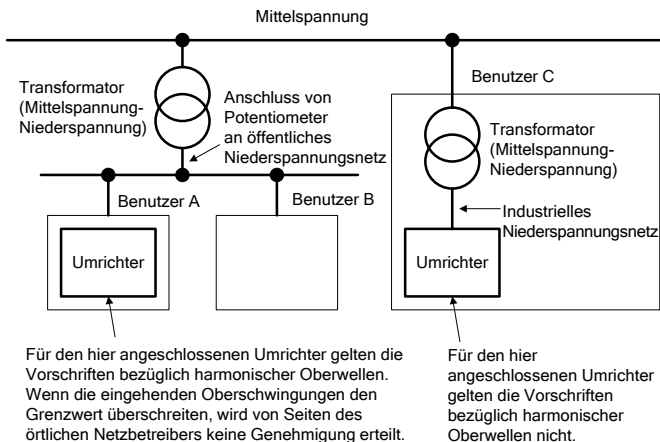 Mittelspannung
Transformator
(Mittelspannung-
Niederspannung)
Anschluss von
Potentiometer
an öffentliches
Niederspannungsnetz
Benutzer C
Transformator
(Mittelspannung-
Niederspannung)
Benutzer A
Benutzer B
Industrielles
Niederspannungsnetz
Umrichter
Umrichter
Für den hier angeschlossenen Umrichter gelten die
Vorschriften bezüglich harmonischer Oberwellen.
Wenn die eingehenden Oberschwingungen den
Grenzwert überschreiten, wird von Seiten des
örtlichen Netzbetreibers keine Genehmigung erteilt.
Für den hier
angeschlossenen Umrichter
gelten die Vorschriften
bezüglich harmonischer
Oberwellen nicht.